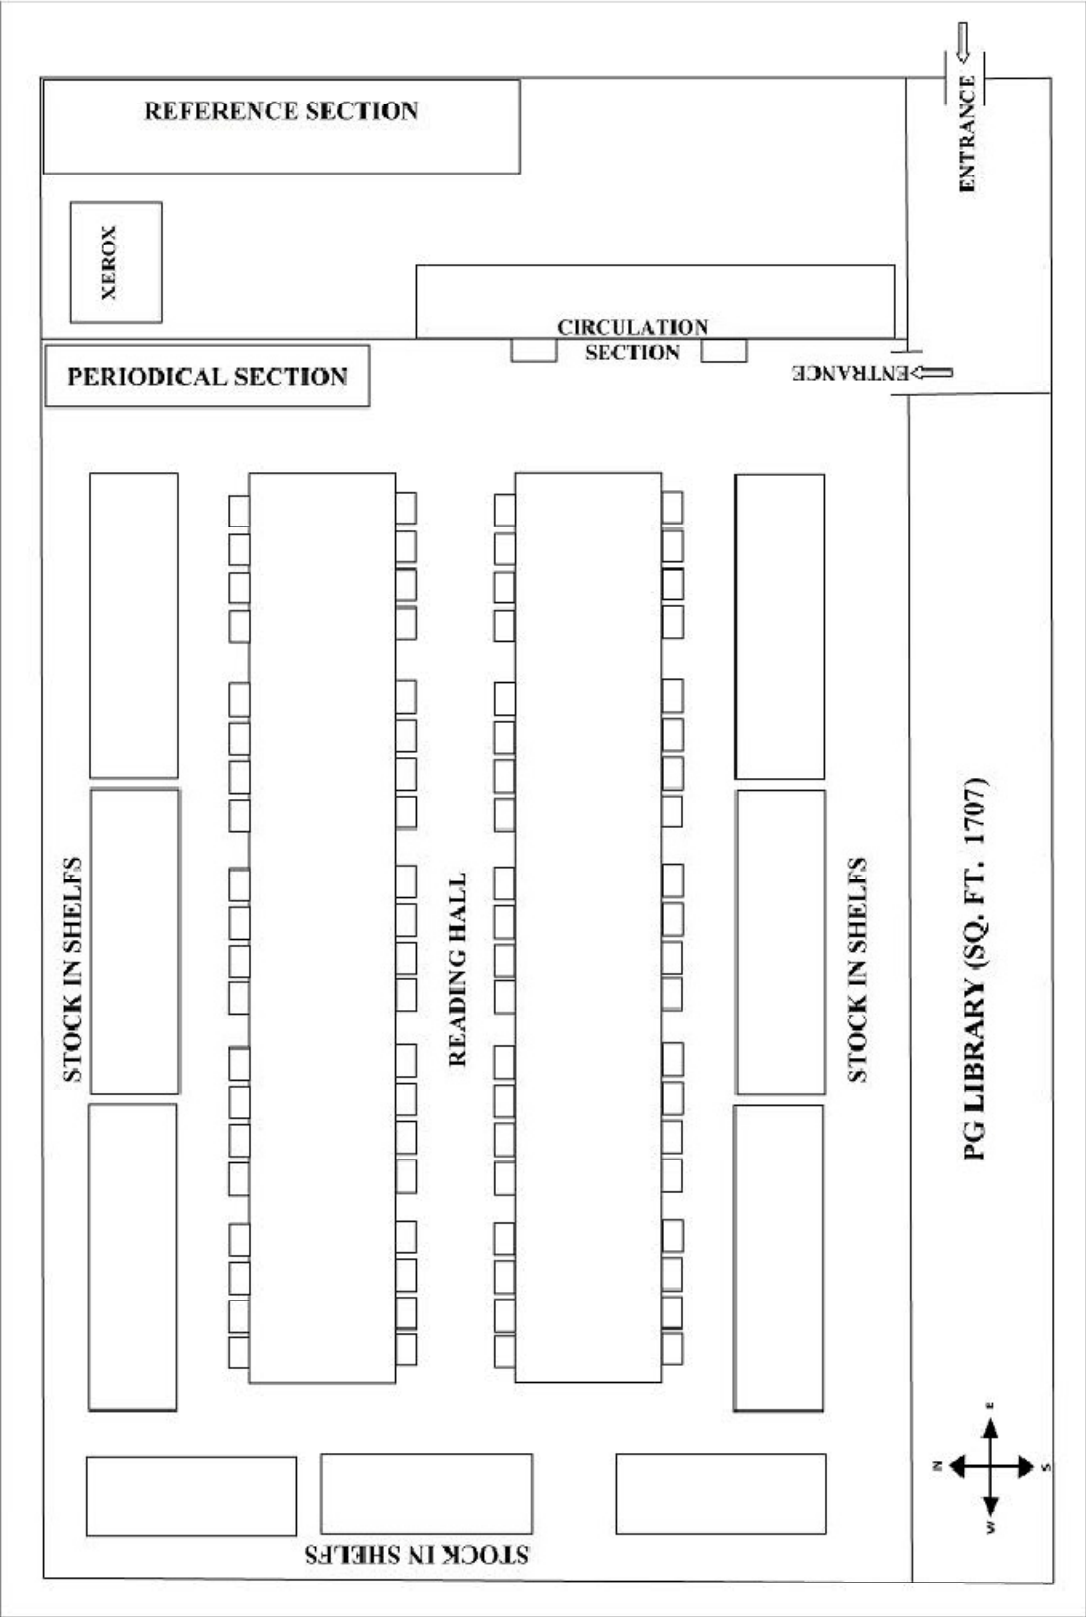 REFERENCE SECTION
ENTRANCE
XEROX
CIRCULATION
SECTION
ENTRANCE
PERIODICAL SECTION
STOCK IN SHELFS
READING HALL
STOCK IN SHELFS
PG LIBRARY (SQ. FT. 1707)
STOCK IN SHELFS
E
N
S
W